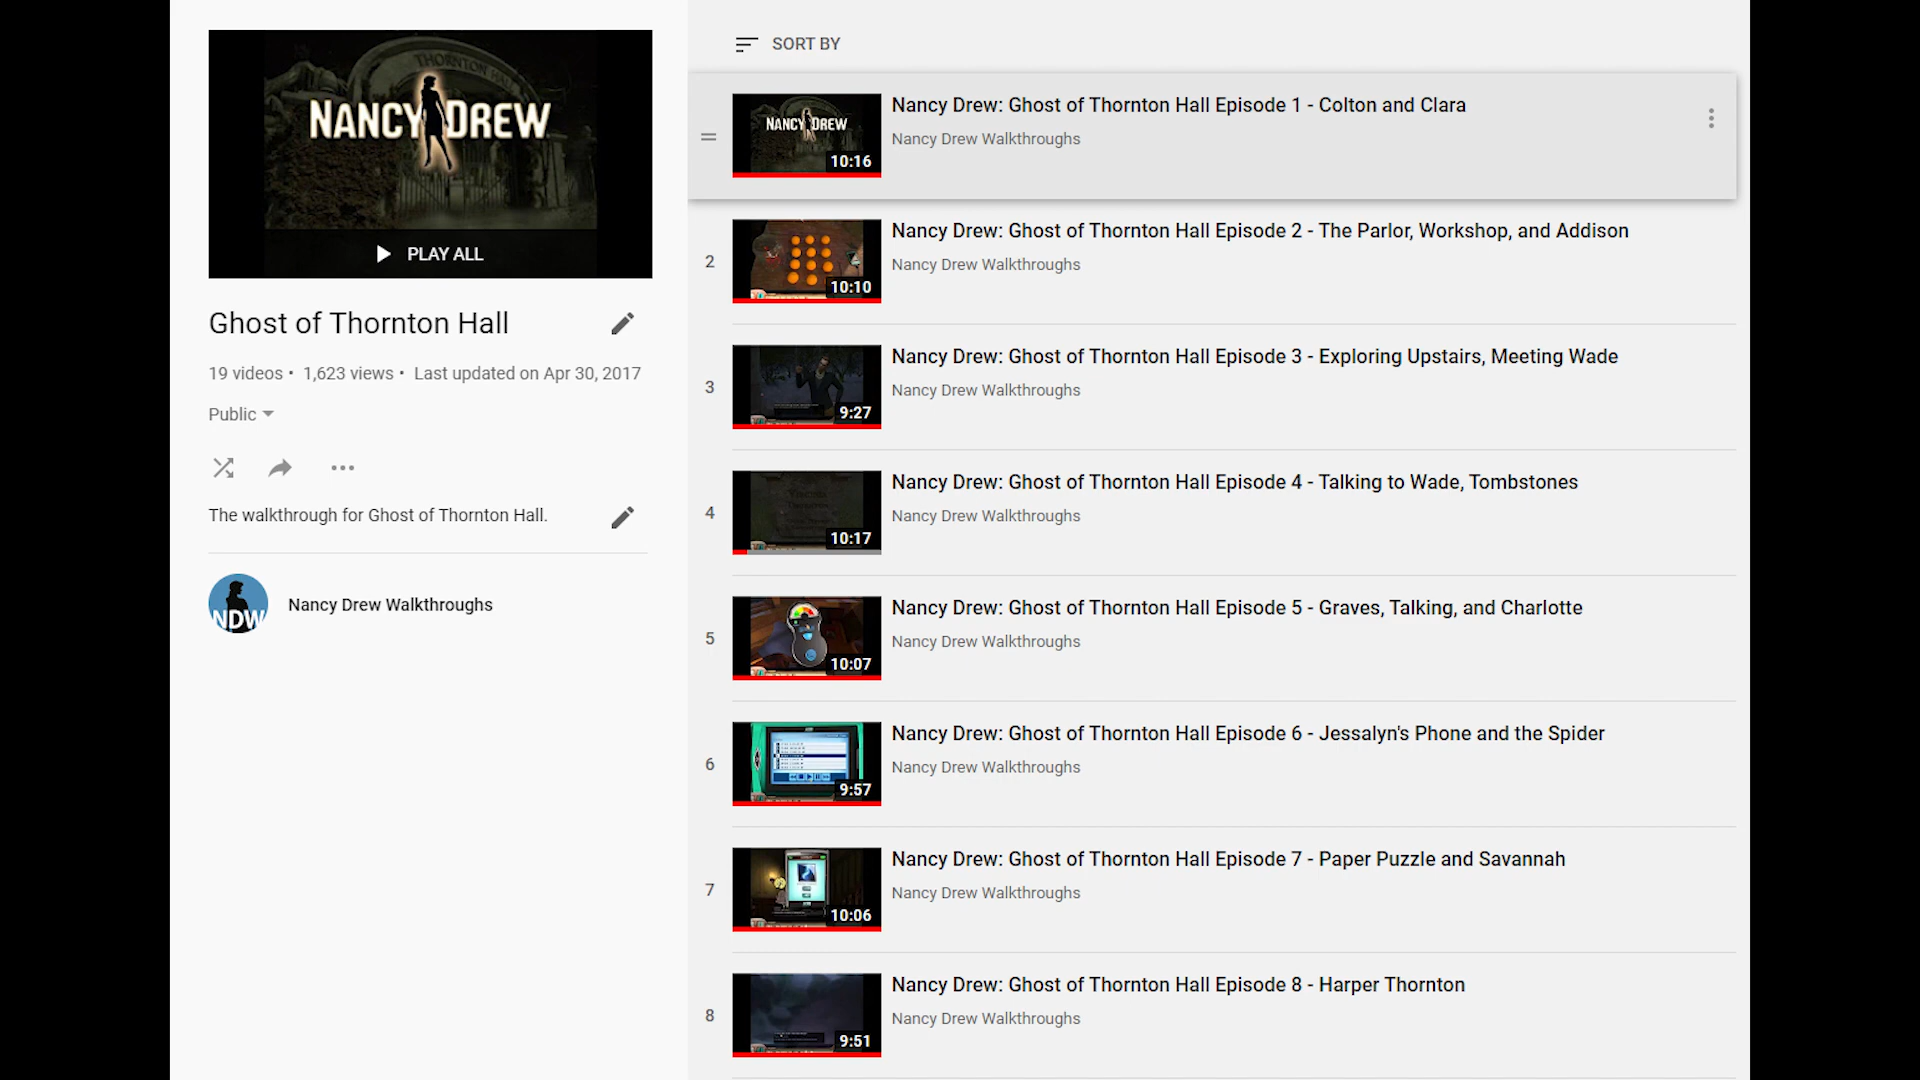 THORNTON HALL
NANCY DREW
PLAY ALL
Ghost of Thornton Hall
19 videos • 1,623 views • Last updated on Apr 30, 2017
Public
The walkthrough for Ghost of Thornton Hall.
NDW
Nancy Drew Walkthroughs
SORT BY
NANCY DREW
10:16
Nancy Drew: Ghost of Thornton Hall Episode 1 - Colton and Clara
Nancy Drew Walkthroughs
2
10:10
Nancy Drew: Ghost of Thornton Hall Episode 2 - The Parlor, Workshop, and Addison
Nancy Drew Walkthroughs
3
9:27
Nancy Drew: Ghost of Thornton Hall Episode 3 - Exploring Upstairs, Meeting Wade
Nancy Drew Walkthroughs
4
10:17
Nancy Drew: Ghost of Thornton Hall Episode 4 - Talking to Wade, Tombstones
Nancy Drew Walkthroughs
5
10:07
Nancy Drew: Ghost of Thornton Hall Episode 5 - Graves, Talking, and Charlotte
Nancy Drew Walkthroughs
6
9:57
Nancy Drew: Ghost of Thornton Hall Episode 6 - Jessalyn's Phone and the Spider
Nancy Drew Walkthroughs
7
10:06
Nancy Drew: Ghost of Thornton Hall Episode 7 - Paper Puzzle and Savannah
Nancy Drew Walkthroughs
8
9:51
Nancy Drew: Ghost of Thornton Hall Episode 8 - Harper Thornton
Nancy Drew Walkthroughs